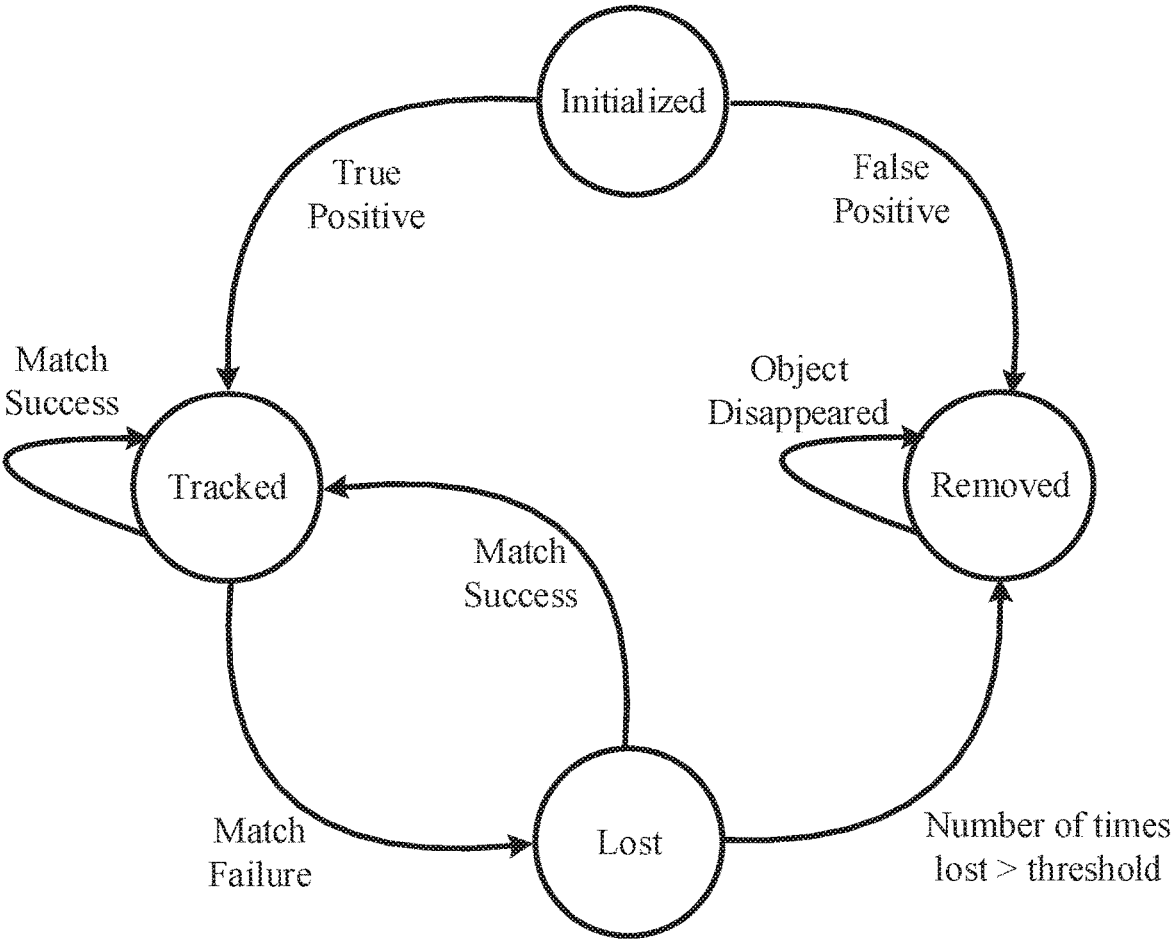 Initialized
True
Positive
False
Positive
Match
Success
Object
Disappeared
Tracked
Removed
Match
Success
Match
Failure
Lost
Number of times
lost > threshold